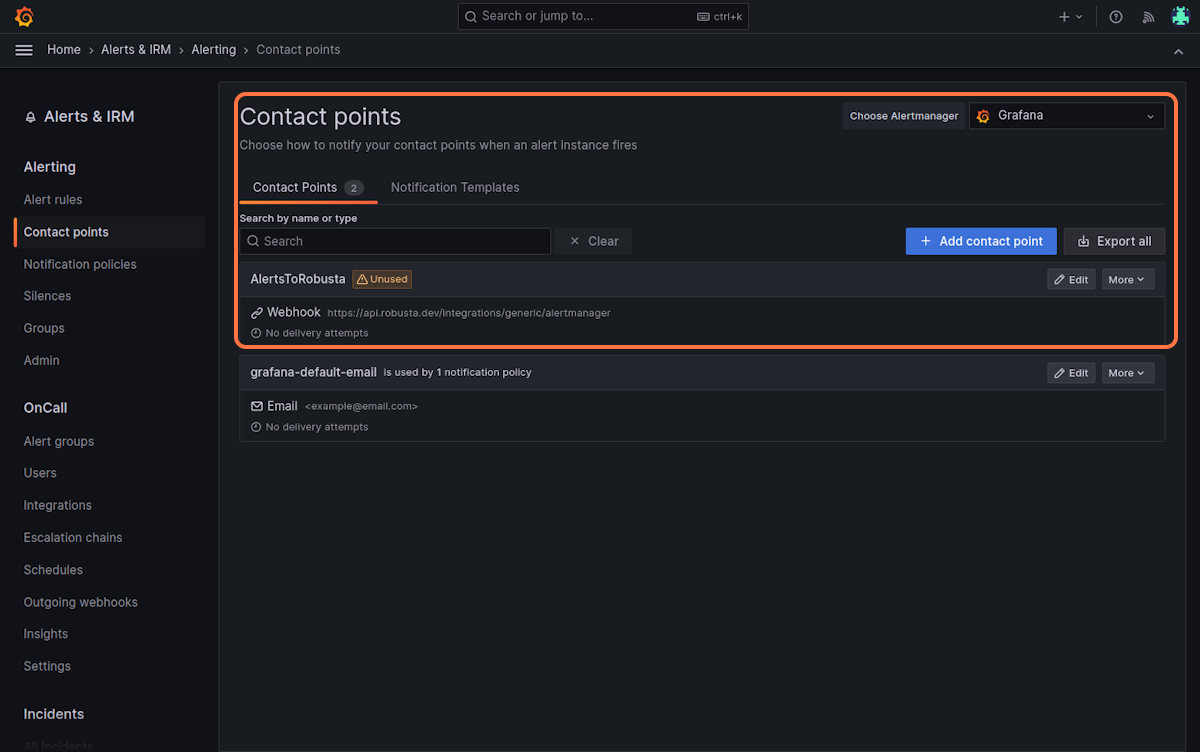 Search or jump to...
ctrl+k
Home › Alerts & IRM › Alerting › Contact points
Alerts & IRM
Alerting
Alert rules
Contact points
Notification policies
Silences
Groups
Admin
OnCall
Alert groups
Users
Integrations
Escalation chains
Schedules
Outgoing webhooks
Insights
Settings
Incidents
All Incidents
Contact points
Choose Alertmanager
Grafana
Choose how to notify your contact points when an alert instance fires
Contact Points 2
Notification Templates
Search by name or type
Search
Clear
Add contact point
Export all
AlertsToRobusta
Unused
Edit
More
Webhook https://api.robusta.dev/integrations/generic/alertmanager
No delivery attempts
grafana-default-email Is used by 1 notification policy
Edit
More
Email <example@email.com>
No delivery attempts